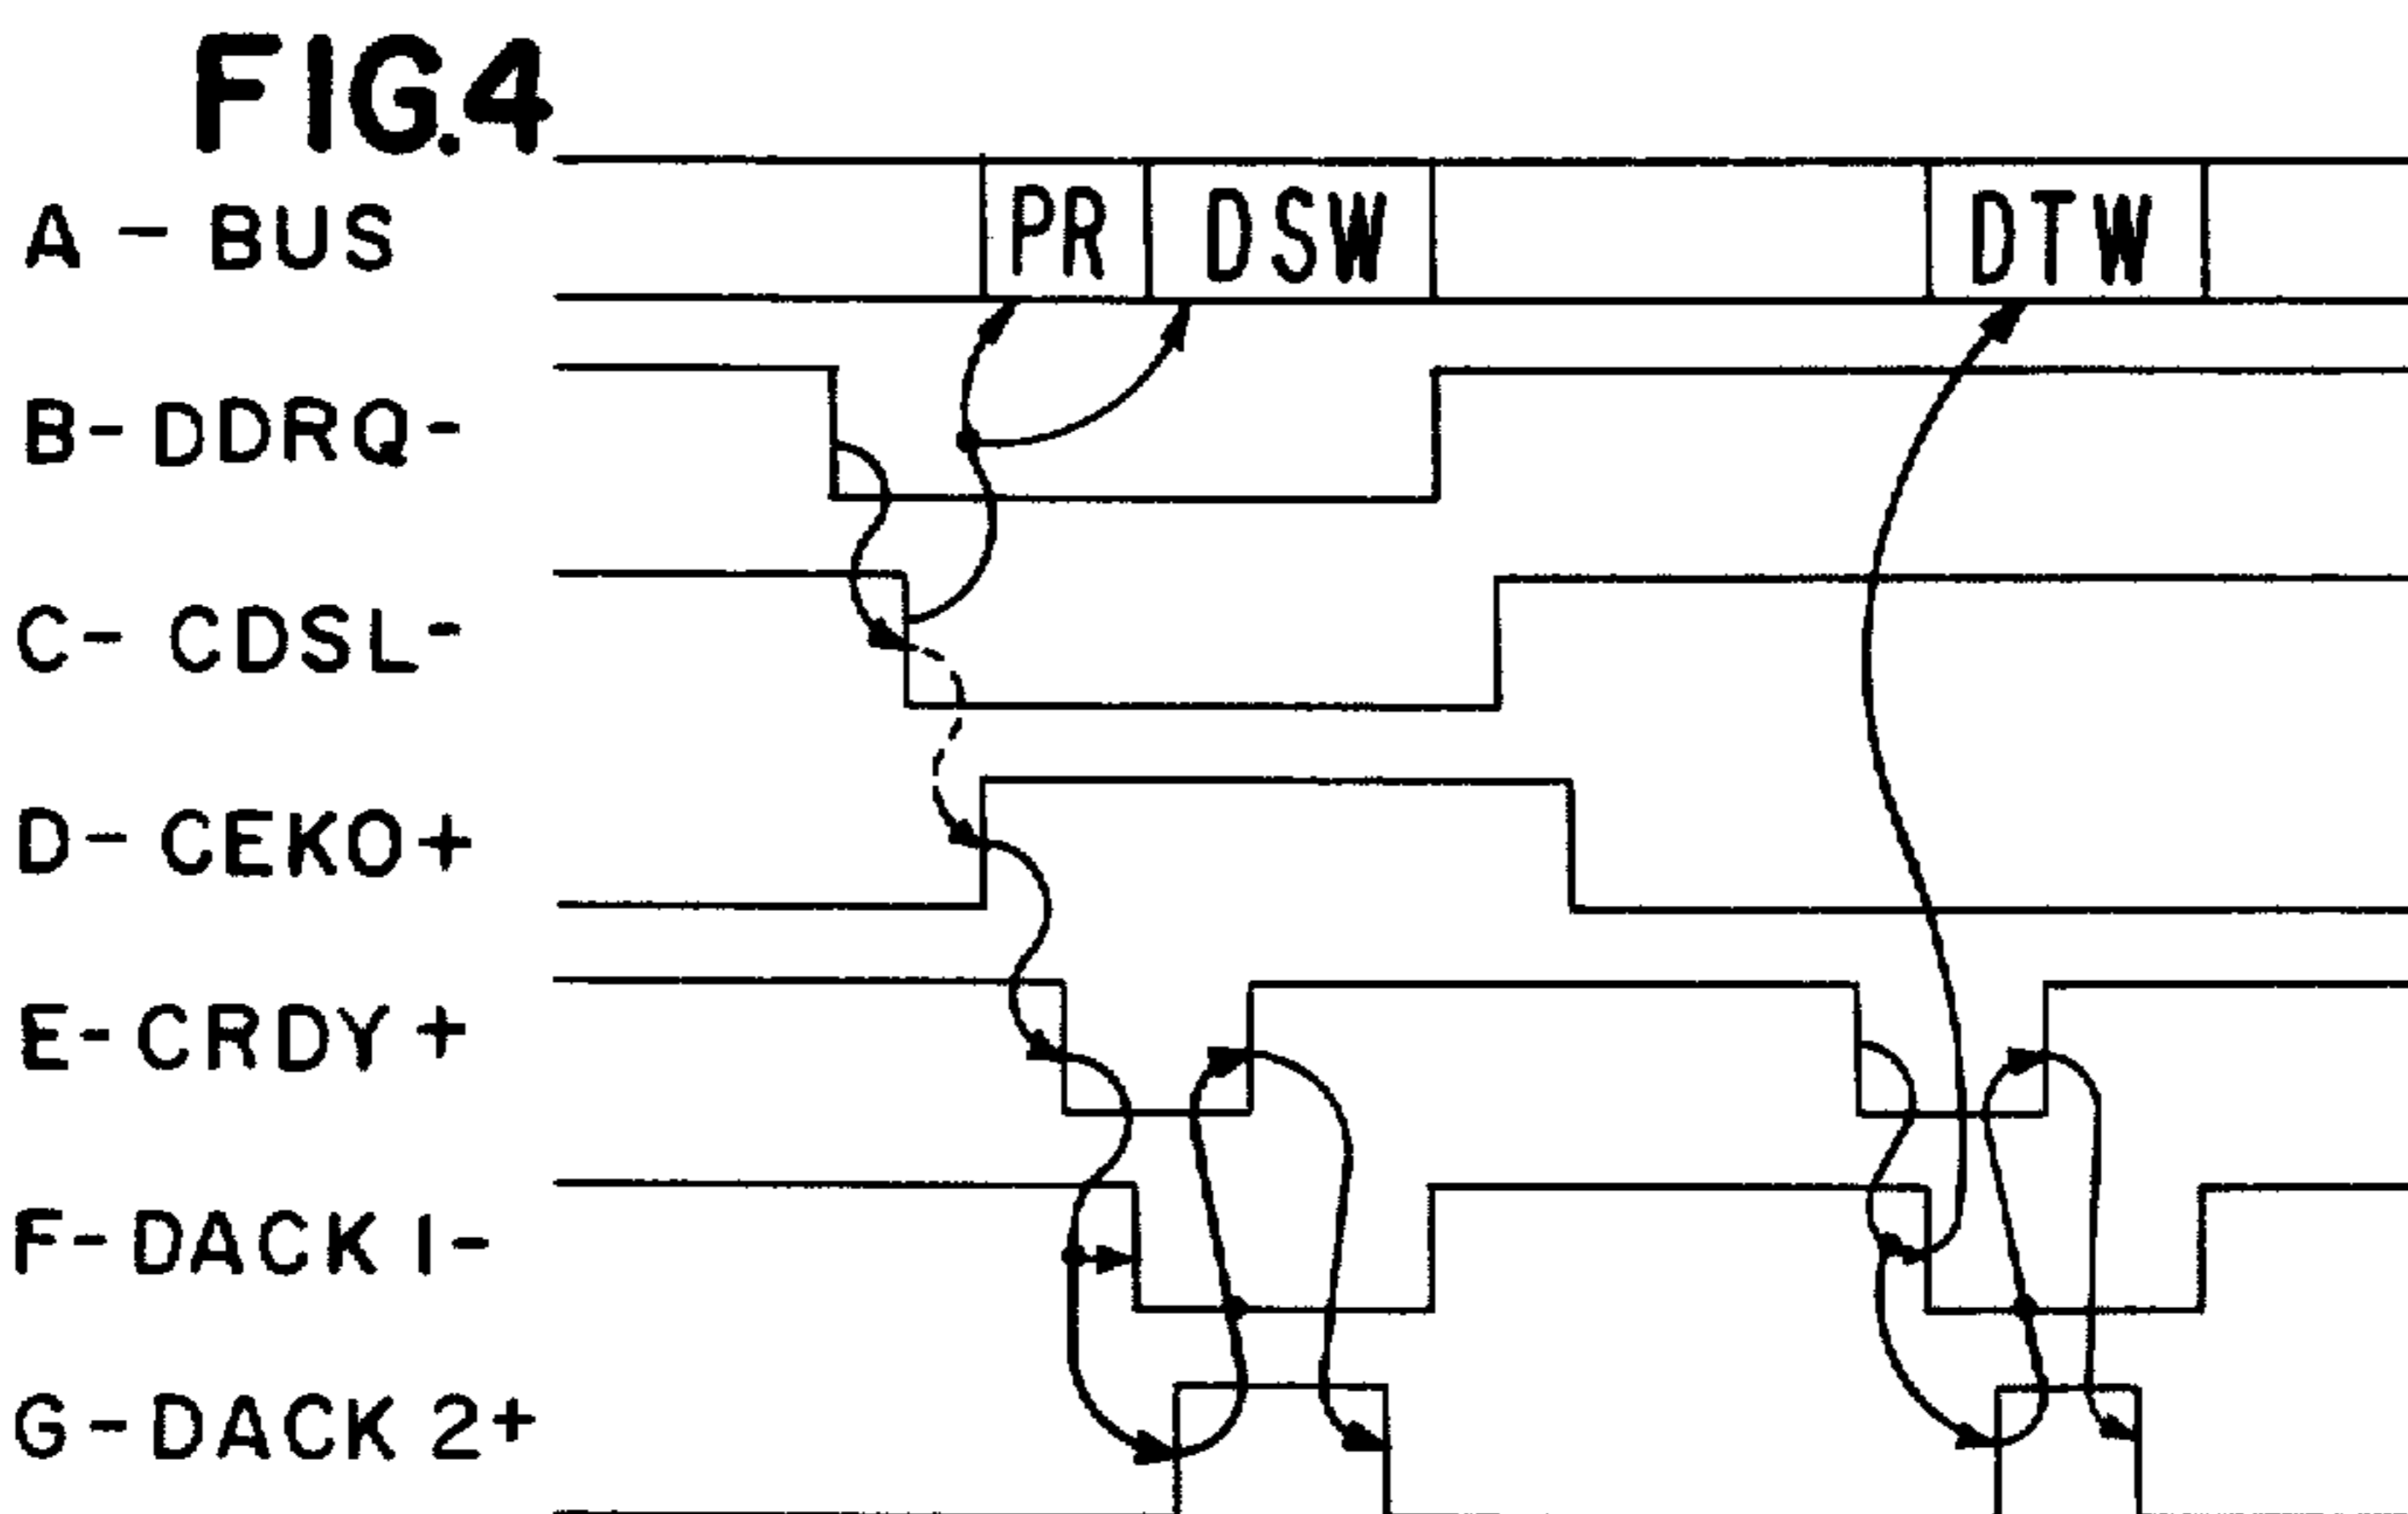 FIG.4
A - BUS
PR
DSW
DTW
B - DDRQ-
C - CDSL-
D - CEKO+
E - CRDY+
F - DACK 1-
G - DACK 2+